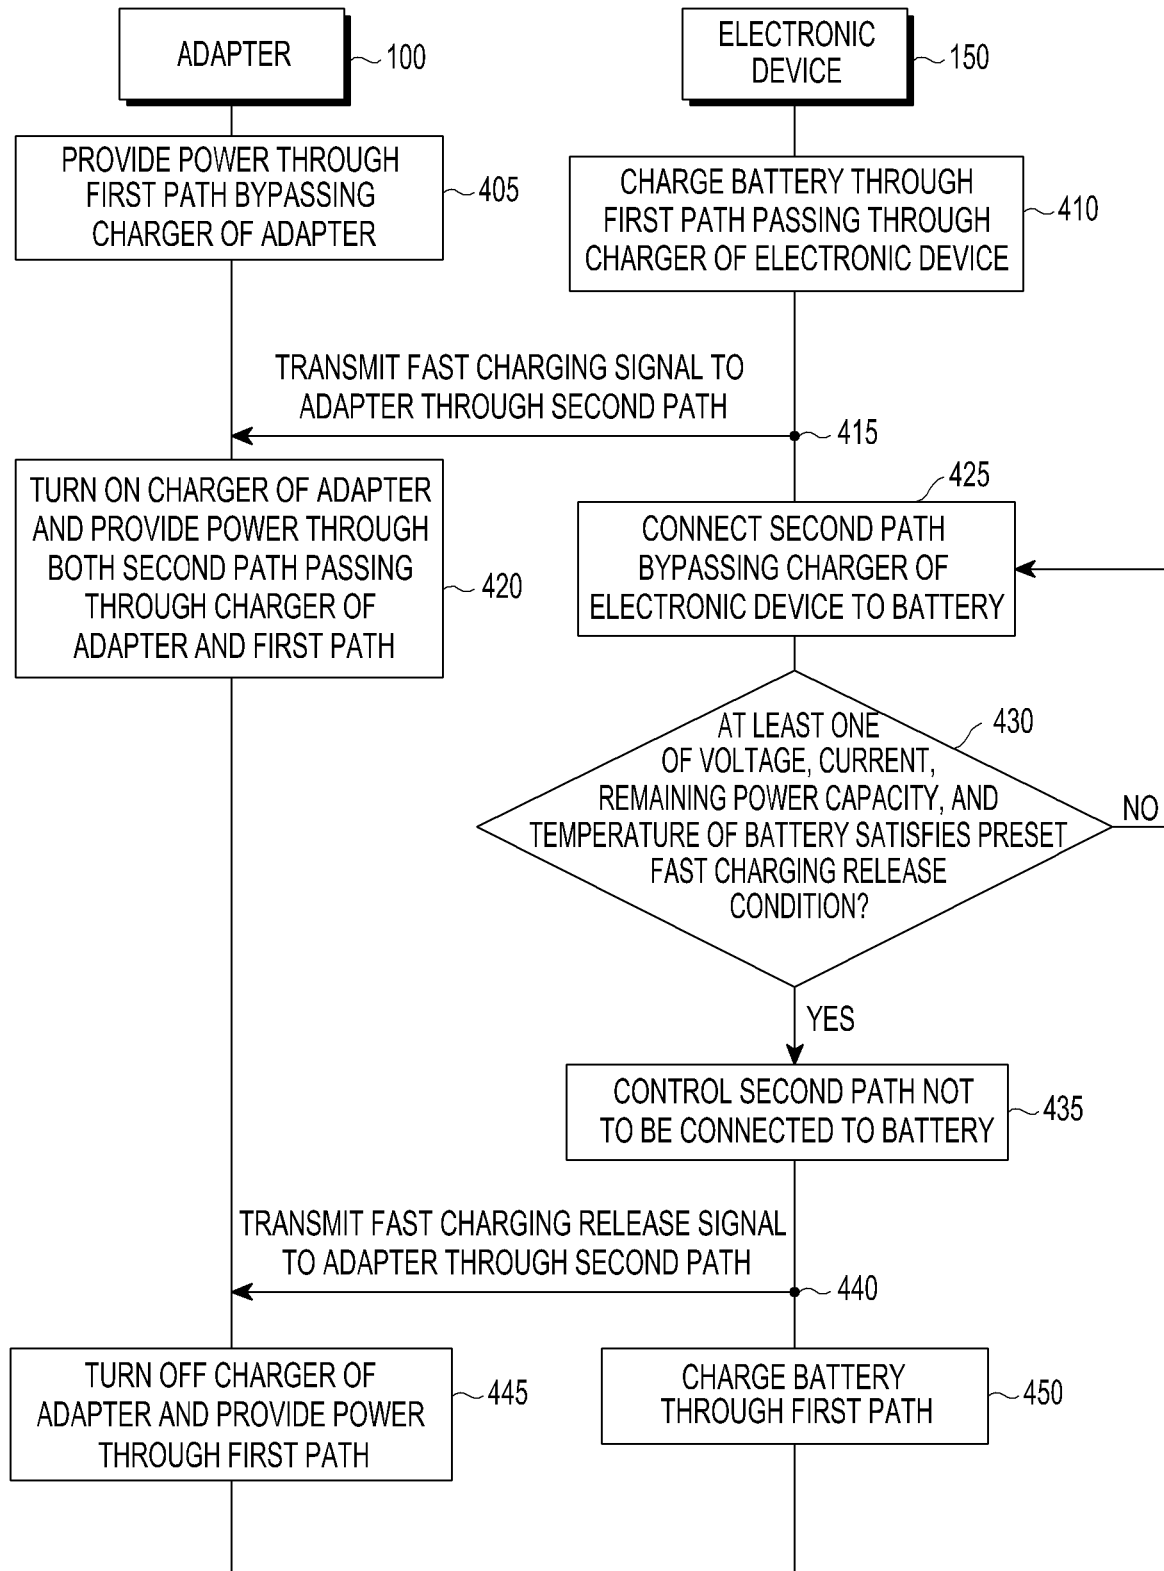 ADAPTER
100
ELECTRONIC
DEVICE
150
PROVIDE POWER THROUGH
FIRST PATH BYPASSING
CHARGER OF ADAPTER
405
CHARGE BATTERY THROUGH
FIRST PATH PASSING THROUGH
CHARGER OF ELECTRONIC DEVICE
410
TRANSMIT FAST CHARGING SIGNAL TO
ADAPTER THROUGH SECOND PATH
415
TURN ON CHARGER OF ADAPTER
AND PROVIDE POWER THROUGH
BOTH SECOND PATH PASSING
THROUGH CHARGER OF
ADAPTER AND FIRST PATH
420
425
CONNECT SECOND PATH
BYPASSING CHARGER OF
ELECTRONIC DEVICE TO BATTERY
430
AT LEAST ONE
OF VOLTAGE, CURRENT,
REMAINING POWER CAPACITY, AND
TEMPERATURE OF BATTERY SATISFIES PRESET
FAST CHARGING RELEASE
CONDITION?
NO
YES
CONTROL SECOND PATH NOT
TO BE CONNECTED TO BATTERY
435
TRANSMIT FAST CHARGING RELEASE SIGNAL
TO ADAPTER THROUGH SECOND PATH
440
TURN OFF CHARGER OF
ADAPTER AND PROVIDE POWER
THROUGH FIRST PATH
445
CHARGE BATTERY
THROUGH FIRST PATH
450